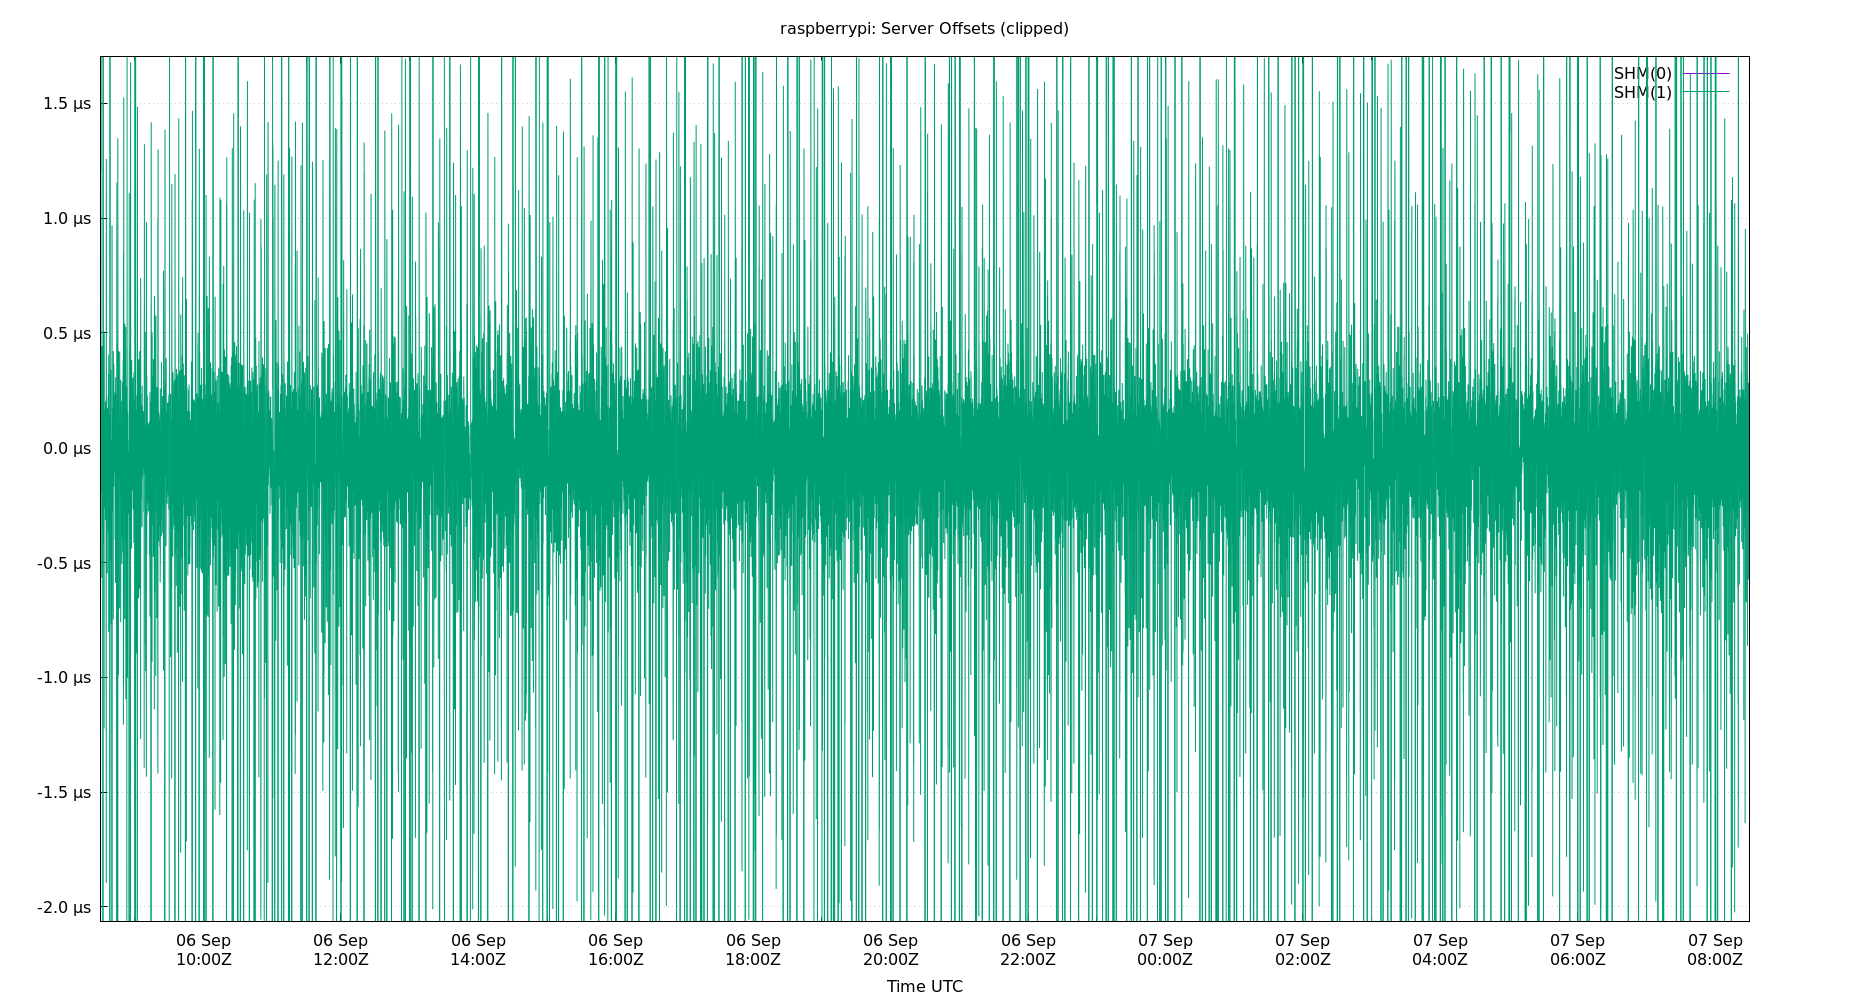 raspberrypi: Server Offsets (clipped)
SHM(0)
SHM(1)
1.5 µs
1.0 µs
0.5 µs
0.0 µs
-0.5 µs
-1.0 µs
-1.5 µs
-2.0 µs
06 Sep 06 Sep 06 Sep 06 Sep 06 Sep 06 Sep 06 Sep 07 Sep 07 Sep 07 Sep 07 Sep 07 Sep
10:00Z 12:00Z 14:00Z 16:00Z 18:00Z 20:00Z 22:00Z 00:00Z 02:00Z 04:00Z 06:00Z 08:00Z
Time UTC